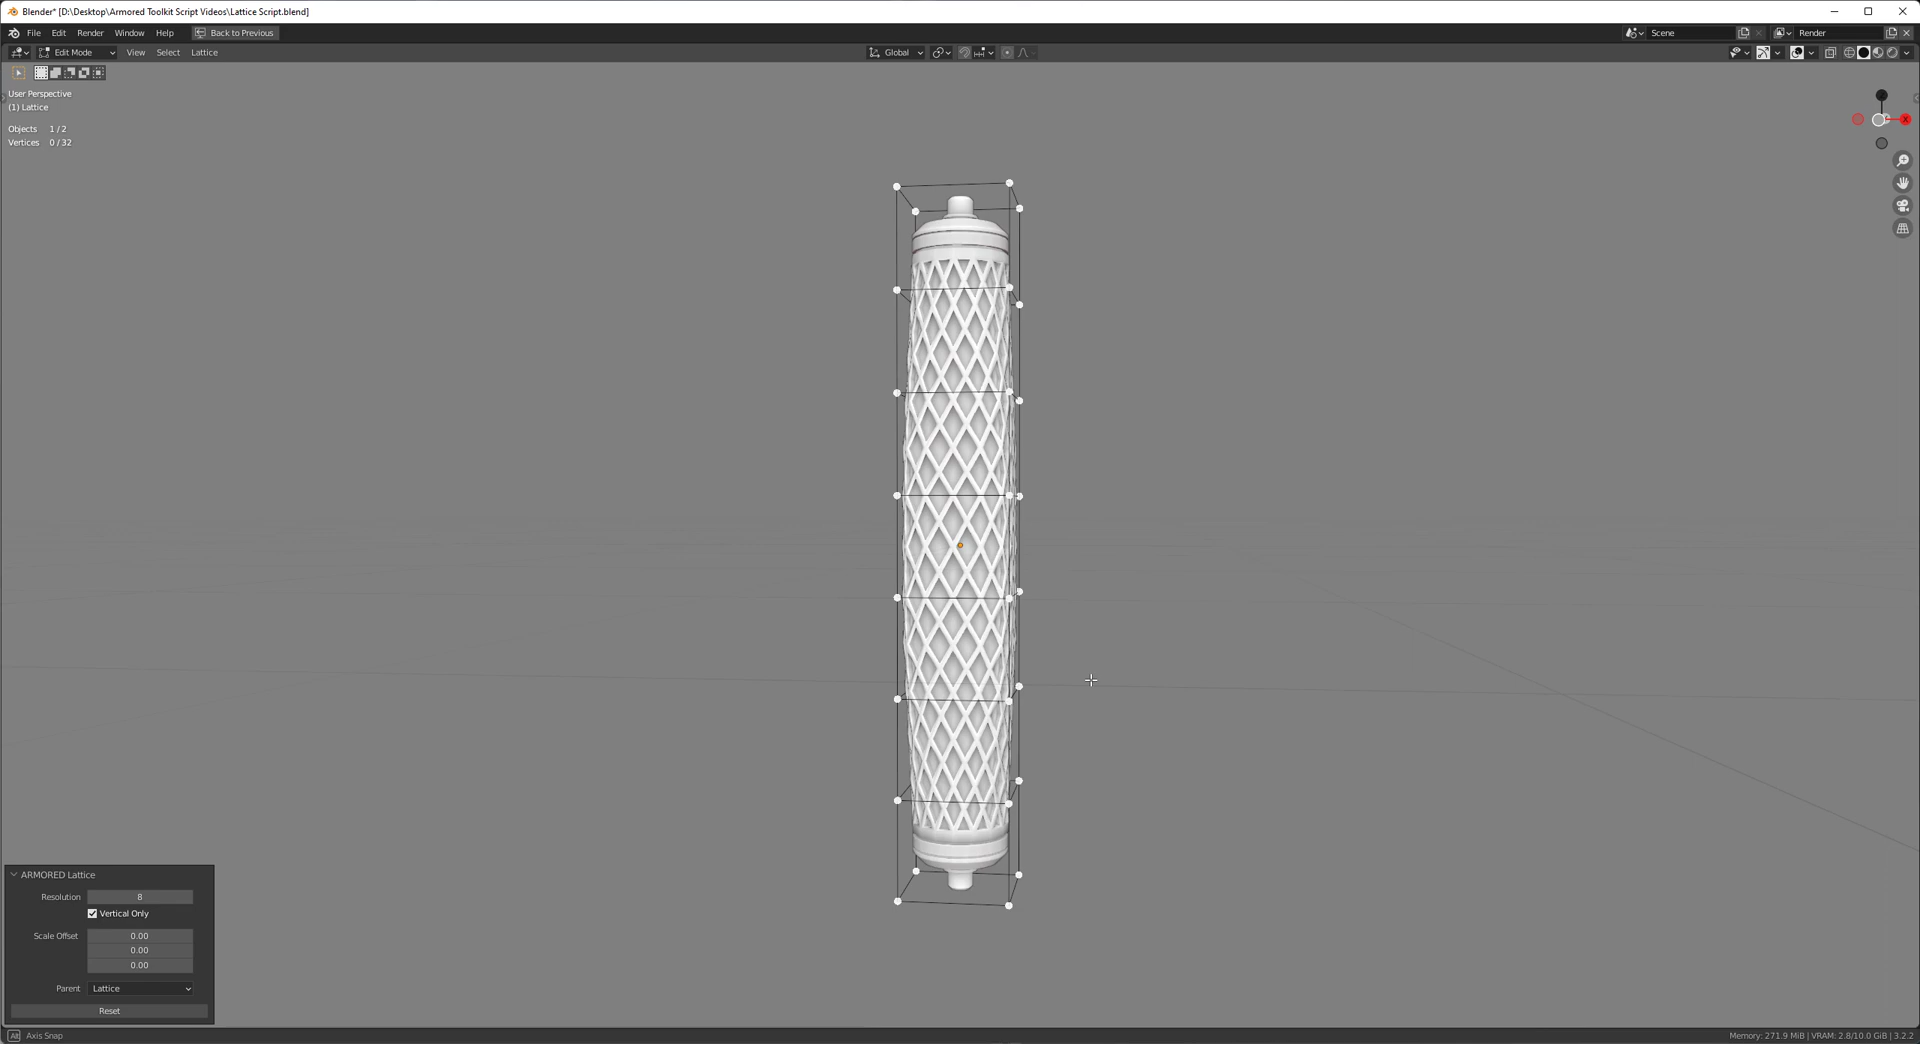 Blender* [D:\Desktop\Armored Toolkit Script Videos\Lattice Script.blend]
File Edit Render Window Help Back to Previous Scene Render
Edit Mode View Select Lattice Global
User Perspective
(1) Lattice
Objects 1 / 2
Vertices 0 / 32
X
ARMORED Lattice
Resolution 8
Vertical Only
Scale Offset 0.00
0.00
0.00
Parent Lattice
Reset
Alt Axis Snap Memory: 271.9 MiB | VRAM: 2.8/10.0 GiB | 3.2.2